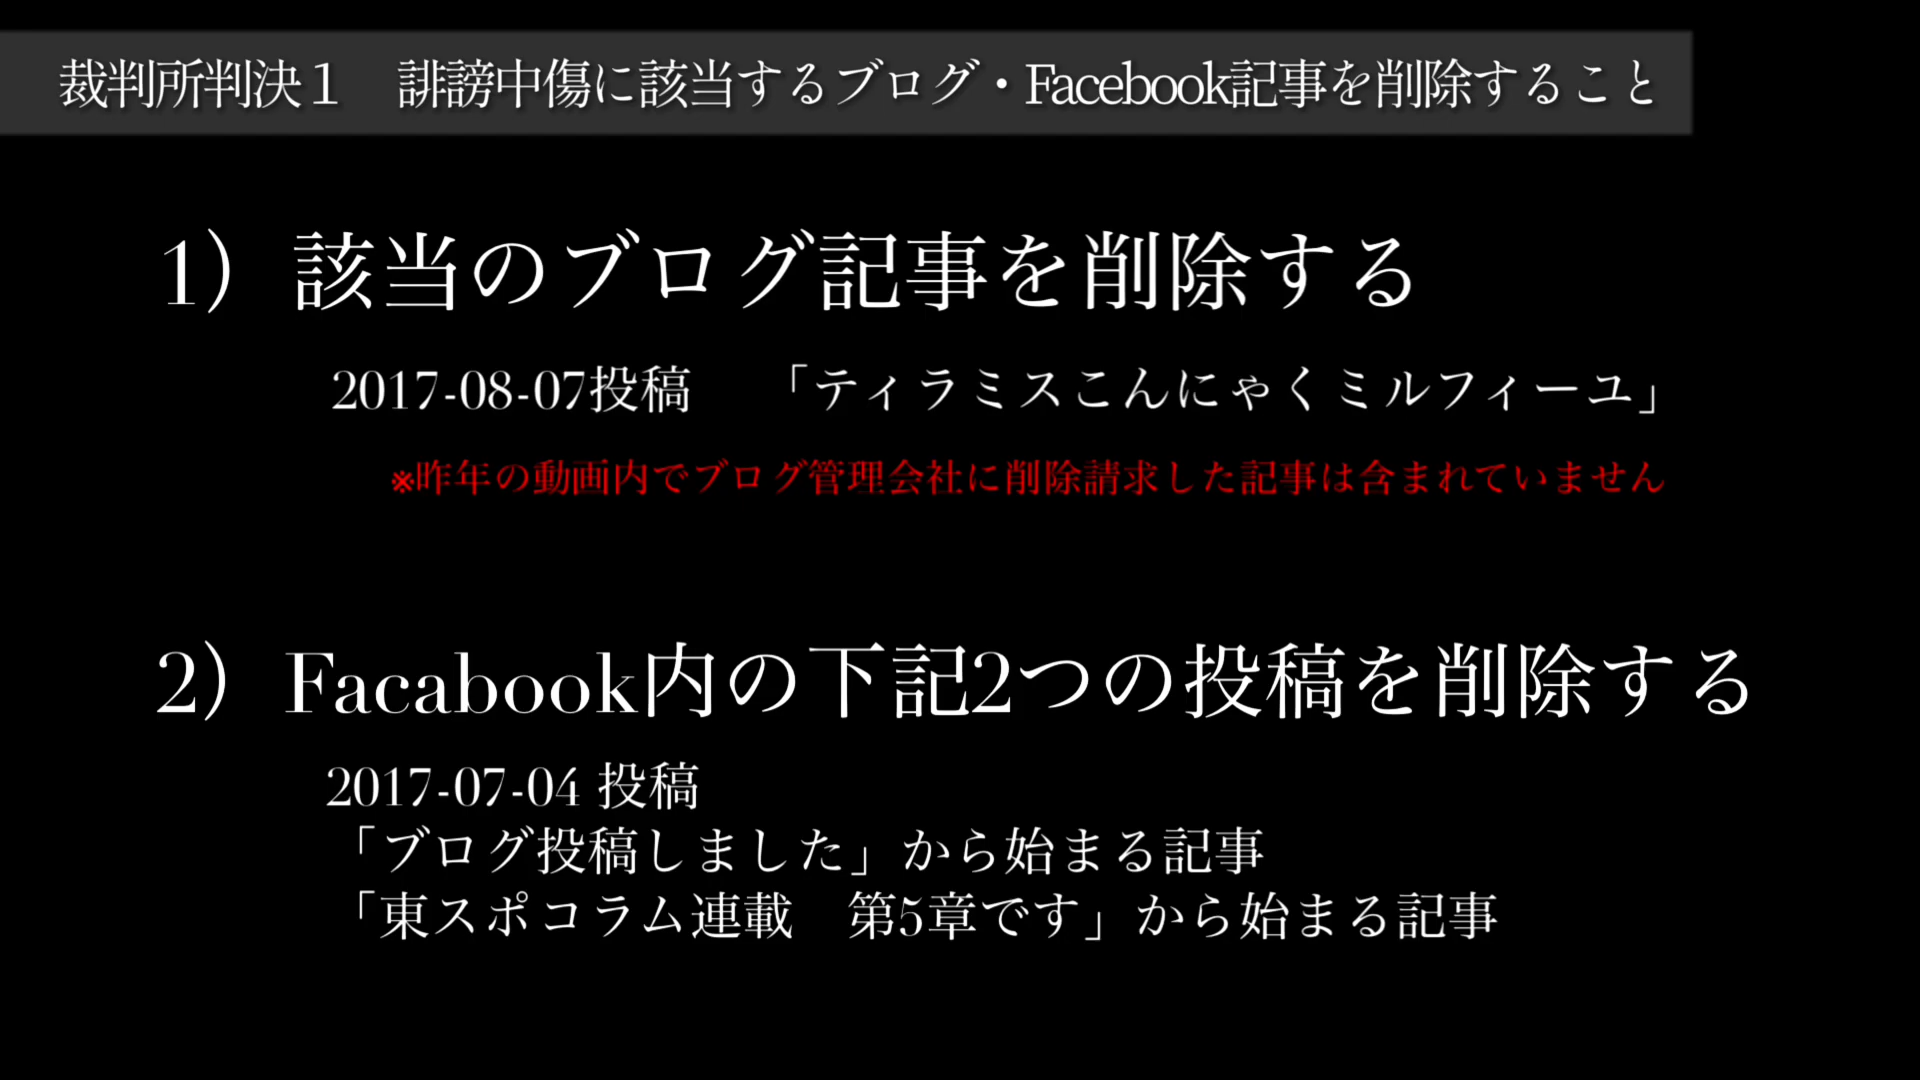 裁判所判決１　誹謗中傷に該当するブログ・Facebook記事を削除すること
1）該当のブログ記事を削除する
2017-08-07投稿　「ティラミスこんにゃくミルフィーユ」
※昨年の動画内でブログ管理会社に削除請求した記事は含まれていません
2）Facabook内の下記2つの投稿を削除する
2017-07-04 投稿
「ブログ投稿しました」から始まる記事
「東スポコラム連載　第5章です」から始まる記事